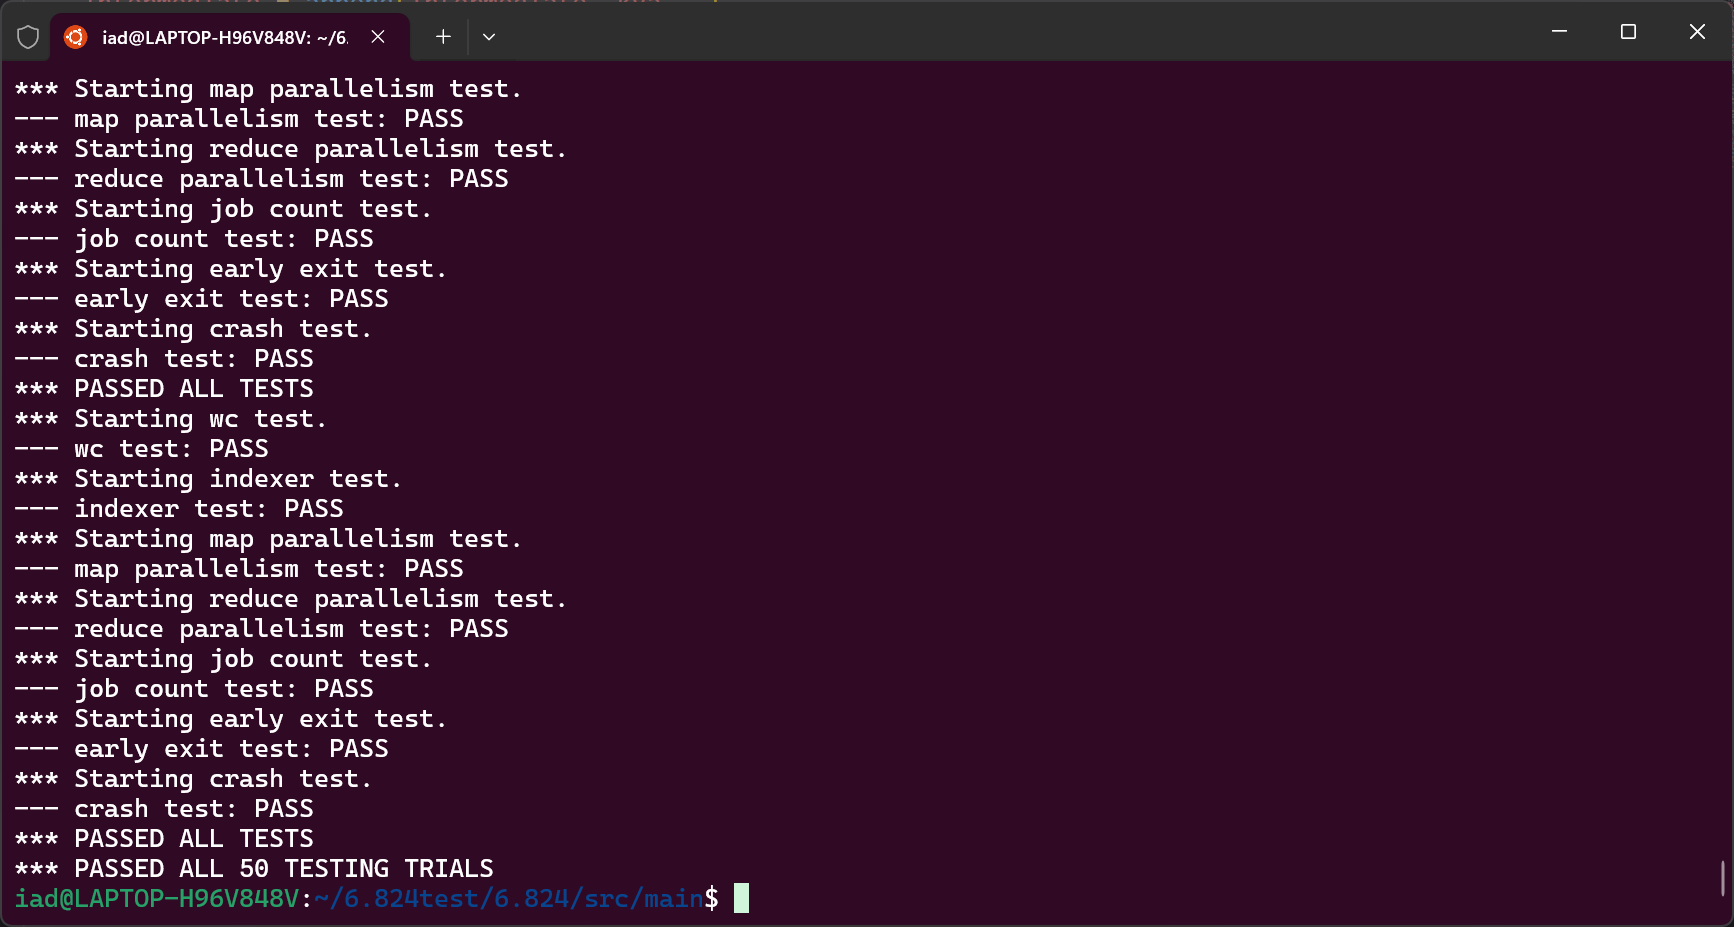 iad@LAPTOP-H96V848V: ~/6.
*** Starting map parallelism test.
--- map parallelism test: PASS
*** Starting reduce parallelism test.
--- reduce parallelism test: PASS
*** Starting job count test.
--- job count test: PASS
*** Starting early exit test.
--- early exit test: PASS
*** Starting crash test.
--- crash test: PASS
*** PASSED ALL TESTS
*** Starting wc test.
--- wc test: PASS
*** Starting indexer test.
--- indexer test: PASS
*** Starting map parallelism test.
--- map parallelism test: PASS
*** Starting reduce parallelism test.
--- reduce parallelism test: PASS
*** Starting job count test.
--- job count test: PASS
*** Starting early exit test.
--- early exit test: PASS
*** Starting crash test.
--- crash test: PASS
*** PASSED ALL TESTS
*** PASSED ALL 50 TESTING TRIALS
iad@LAPTOP-H96V848V:~/6.824test/6.824/src/main$